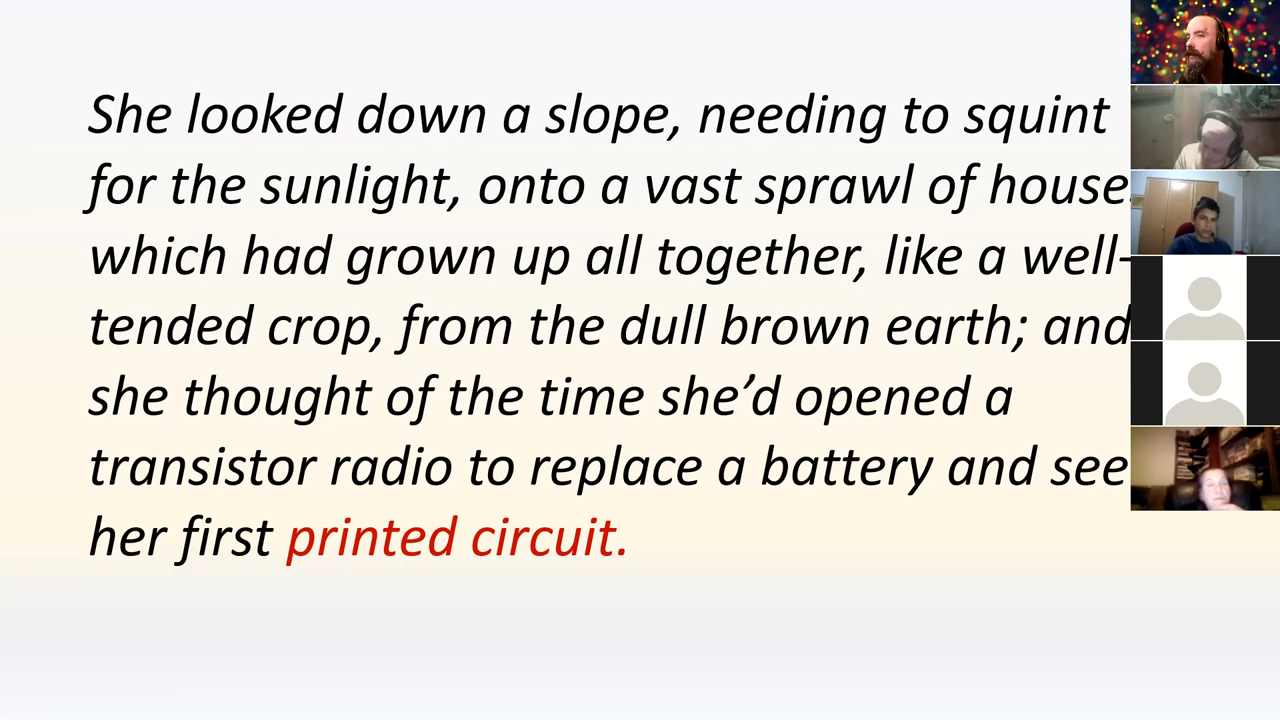 She looked down a slope, needing to squint
for the sunlight, onto a vast sprawl of house
which had grown up all together, like a well-
tended crop, from the dull brown earth; and
she thought of the time she’d opened a
transistor radio to replace a battery and see
her first printed circuit.